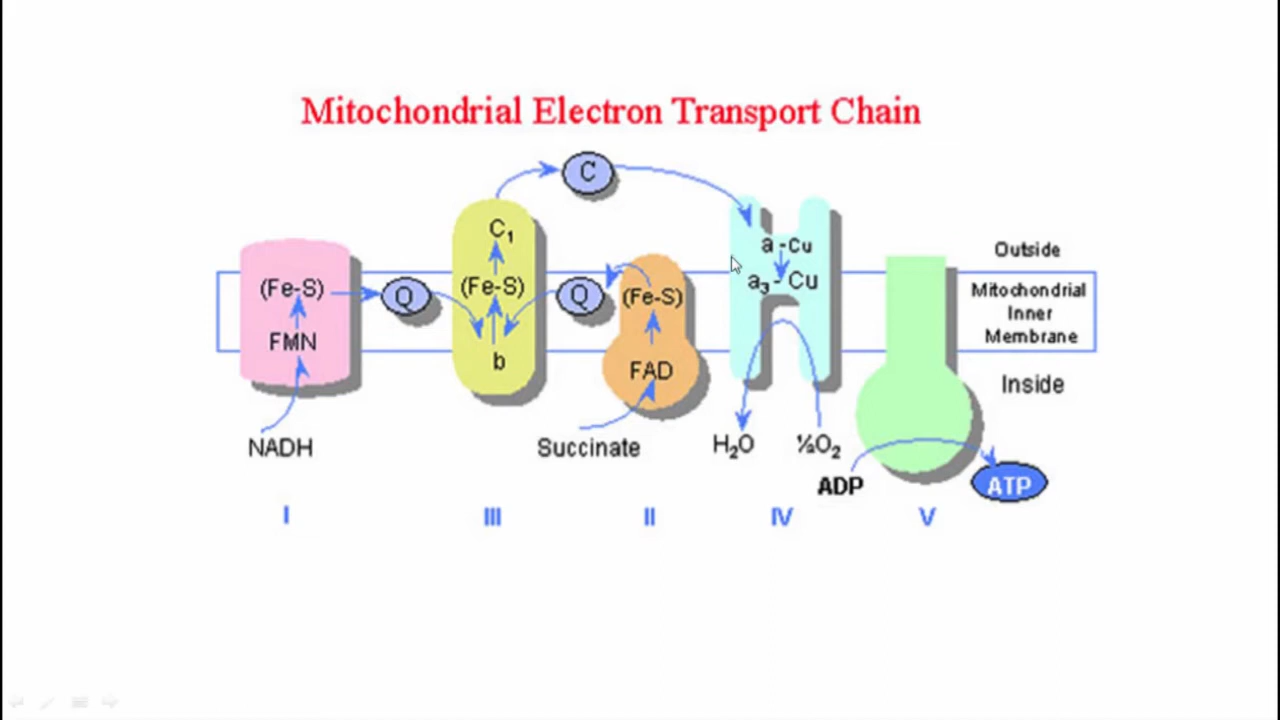 Mitochondrial Electron Transport Chain
C
C₁
(Fe-S)
b
(Fe-S)
FMN
Q
Q
(Fe-S)
FAD
a -Cu
a₃ - Cu
Outside
Mitochondrial
Inner
Membrane
Inside
NADH
Succinate
H₂O
½O₂
ADP
ATP
I
III
II
IV
V